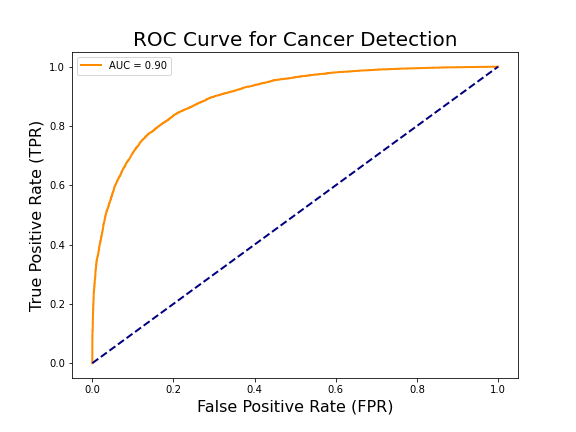 ROC Curve for Cancer Detection
AUC = 0.90
1.0
0.8
0.6
0.4
0.2
0.0
True Positive Rate (TPR)
0.0 0.2 0.4 0.6 0.8 1.0
False Positive Rate (FPR)